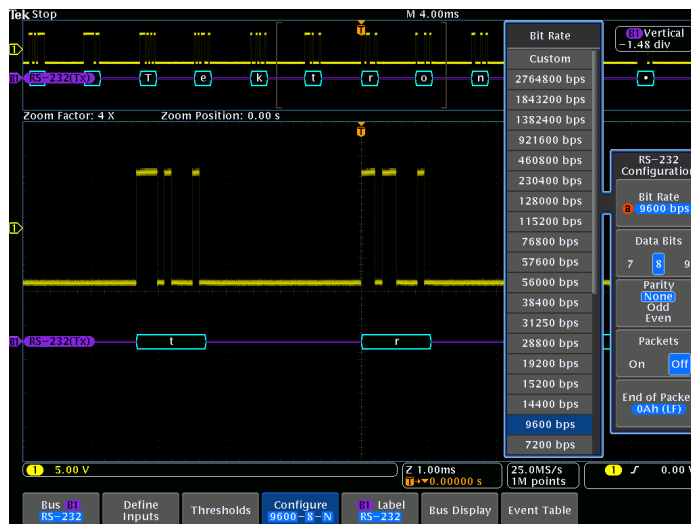 Tek Stop
M 4.00ms
T
1
B1 RS-232(Tx)
T e k t r o n •
B1 Vertical
-1.48 div
Zoom Factor: 4 X Zoom Position: 0.00 s
T
1
B1 RS-232(Tx)
t r
Bit Rate
Custom
2764800 bps
1843200 bps
1382400 bps
921600 bps
460800 bps
230400 bps
128000 bps
115200 bps
76800 bps
57600 bps
56000 bps
38400 bps
31250 bps
28800 bps
19200 bps
15200 bps
14400 bps
9600 bps
7200 bps
RS-232
Configuration
Bit Rate
a 9600 bps
Data Bits
7 8 9
Parity
None
Odd
Even
Packets
On Off
End of Packe
0Ah (LF)
1 5.00 V
Z 1.00ms
T→▼0.00000 s
25.0MS/s
1M points
1 0.00 V
Bus B1
RS-232
Define
Inputs
Thresholds
Configure
9600-8-N
B1 Label
RS-232
Bus Display
Event Table